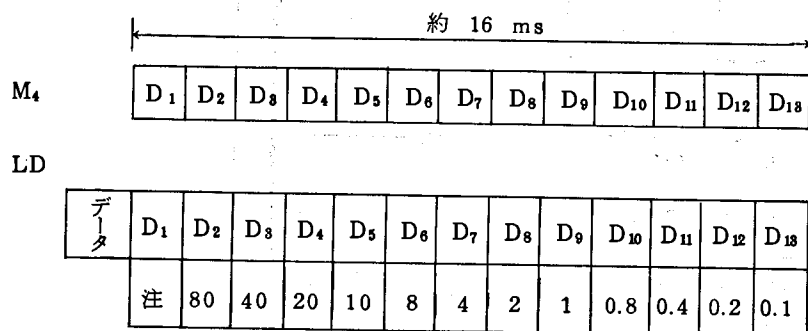 約 16 ms
M₄ D₁ D₂ D₃ D₄ D₅ D₆ D₇ D₈ D₉ D₁₀ D₁₁ D₁₂ D₁₃
LD
データ D₁ D₂ D₃ D₄ D₅ D₆ D₇ D₈ D₉ D₁₀ D₁₁ D₁₂ D₁₃
注 80 40 20 10 8 4 2 1 0.8 0.4 0.2 0.1